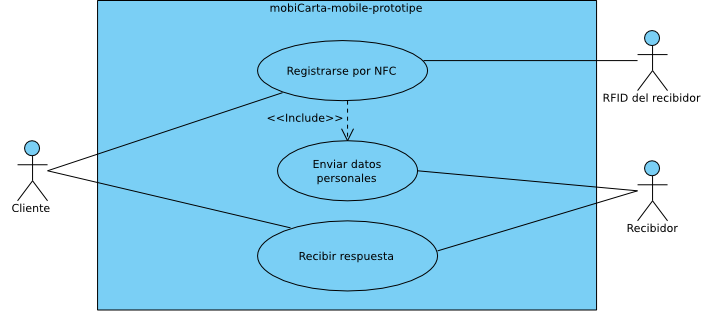 mobiCarta-mobile-prototipe
Registrarse por NFC
RFID del recibidor
<<Include>>
Enviar datos
personales
Cliente
Recibidor
Recibir respuesta